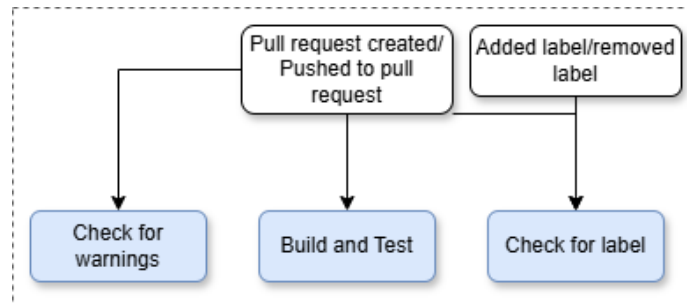 Pull request created/
Pushed to pull
request
Added label/removed
label
Check for
warnings
Build and Test
Check for label